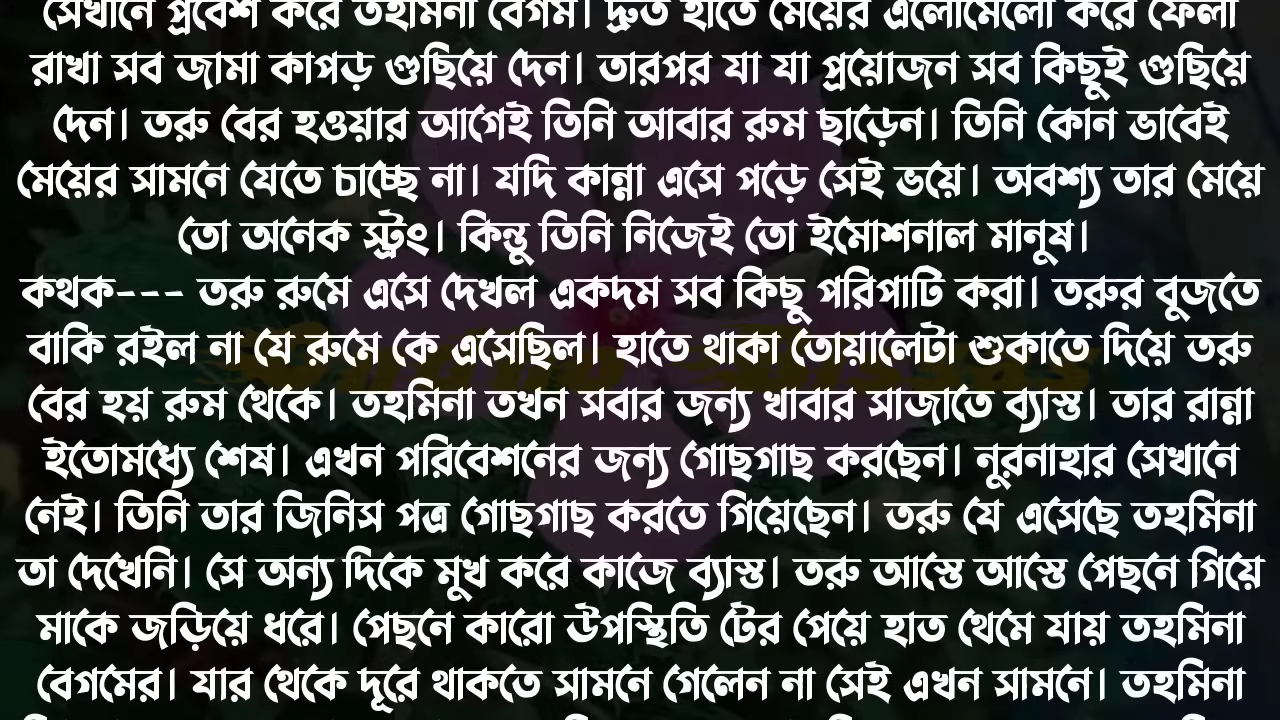 সেখানে প্রবেশ করে তহমিনা বেগম। দ্রুত হাতে মেয়ের এলোমেলো করে ফেলা
রাখা সব জামা কাপড় গুছিয়ে দেন। তারপর যা যা প্রয়োজন সব কিছুই গুছিয়ে
দেন। তরু বের হওয়ার আগেই তিনি আবার রুম ছাড়েন। তিনি কোন ভাবেই
মেয়ের সামনে যেতে চাচ্ছে না। যদি কান্না এসে পড়ে সেই ভয়ে। অবশ্য তার মেয়ে
তো অনেক স্ট্রং। কিন্তু তিনি নিজেই তো ইমোশনাল মানুষ।
কথক--- তরু রুমে এসে দেখল একদম সব কিছু পরিপাটি করা। তরুর বুজতে
বাকি রইল না যে রুমে কে এসেছিল। হাতে থাকা তোয়ালেটা শুকাতে দিয়ে তরু
বের হয় রুম থেকে। তহমিনা তখন সবার জন্য খাবার সাজাতে ব্যাস্ত। তার রান্না
ইতোমধ্যে শেষ। এখন পরিবেশনের জন্য গোছগাছ করছেন। নুরনাহার সেখানে
নেই। তিনি তার জিনিস পত্র গোছগাছ করতে গিয়েছেন। তরু যে এসেছে তহমিনা
তা দেখেনি। সে অন্য দিকে মুখ করে কাজে ব্যাস্ত। তরু আস্তে আস্তে পেছনে গিয়ে
মাকে জড়িয়ে ধরে। পেছনে কারো উপস্থিতি টের পেয়ে হাত থেমে যায় তহমিনা
বেগমের। যার থেকে দূরে থাকতে সামনে গেলেন না সেই এখন সামনে। তহমিনা